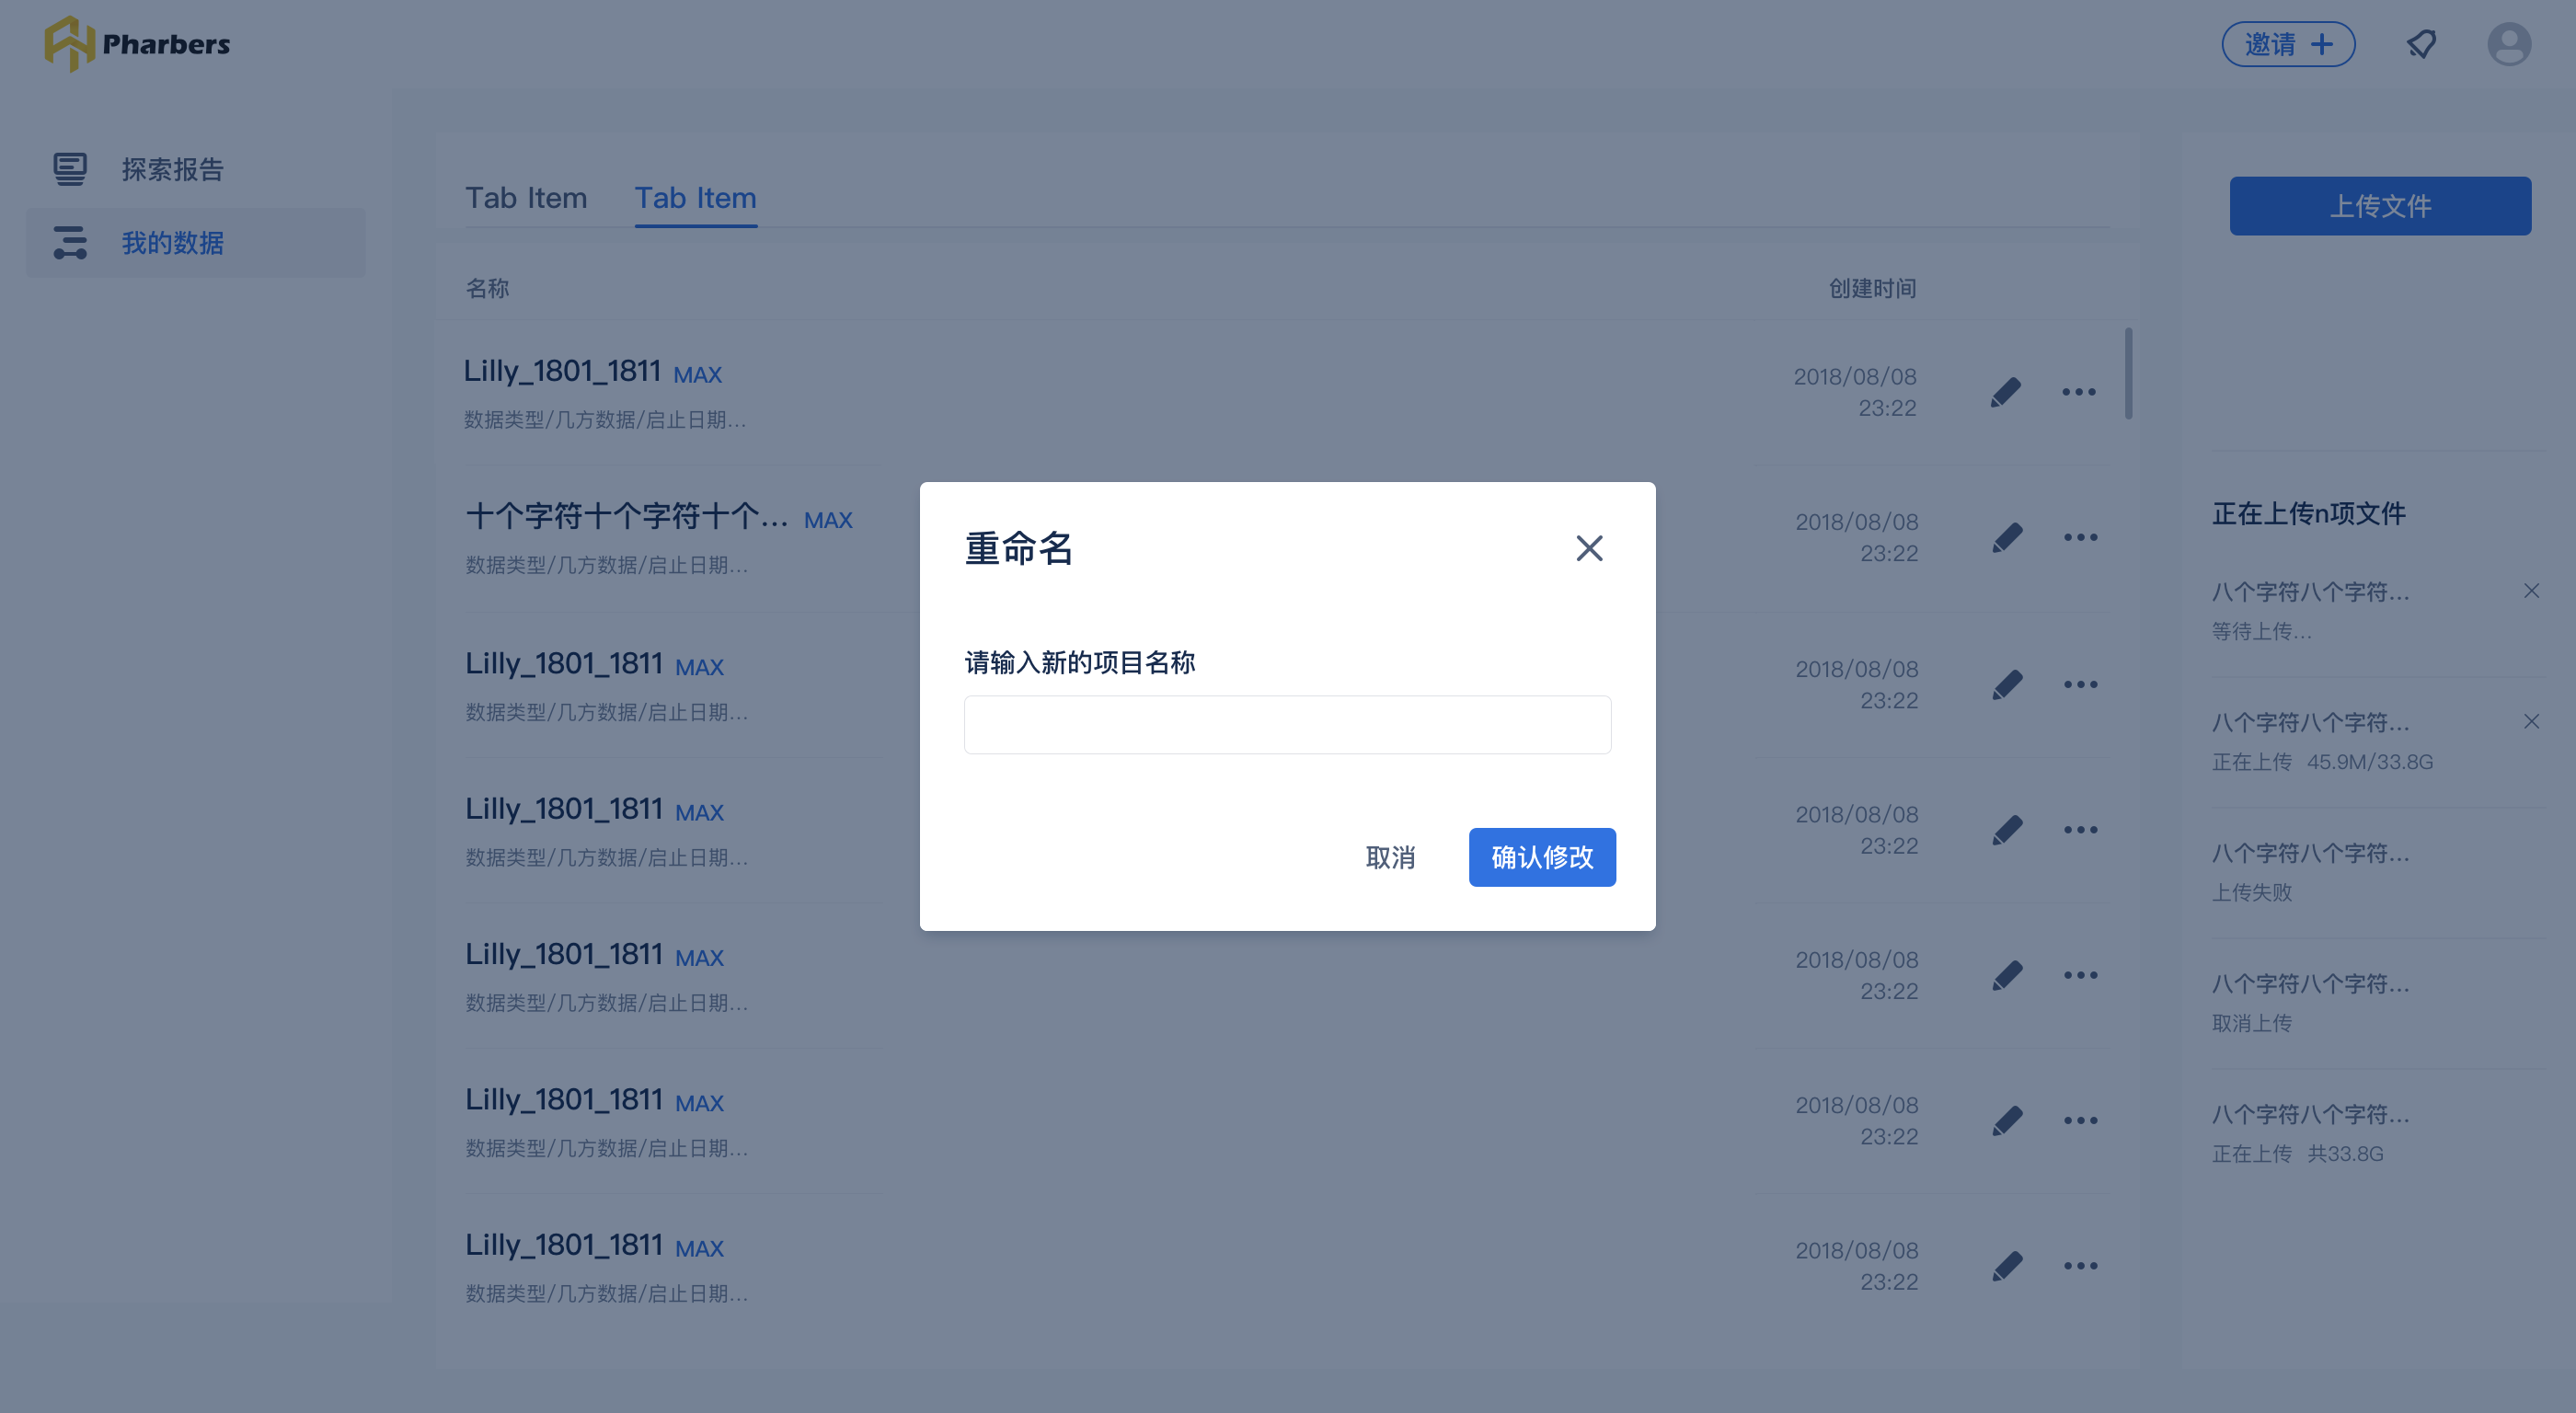 Pharbers
邀请
探索报告
我的数据
Tab Item
Tab Item
上传文件
名称
创建时间
Lilly_1801_1811 MAX
数据类型/几方数据/启止日期...
2018/08/08
23:22
十个字符十个字符十个... MAX
数据类型/几方数据/启止日期...
2018/08/08
23:22
Lilly_1801_1811 MAX
数据类型/几方数据/启止日期...
2018/08/08
23:22
Lilly_1801_1811 MAX
数据类型/几方数据/启止日期...
2018/08/08
23:22
Lilly_1801_1811 MAX
数据类型/几方数据/启止日期...
2018/08/08
23:22
Lilly_1801_1811 MAX
数据类型/几方数据/启止日期...
2018/08/08
23:22
Lilly_1801_1811 MAX
数据类型/几方数据/启止日期...
2018/08/08
23:22
重命名
请输入新的项目名称
取消
确认修改
正在上传n项文件
八个字符八个字符...
等待上传...
八个字符八个字符...
正在上传 45.9M/33.8G
八个字符八个字符...
上传失败
八个字符八个字符...
取消上传
八个字符八个字符...
正在上传 共33.8G